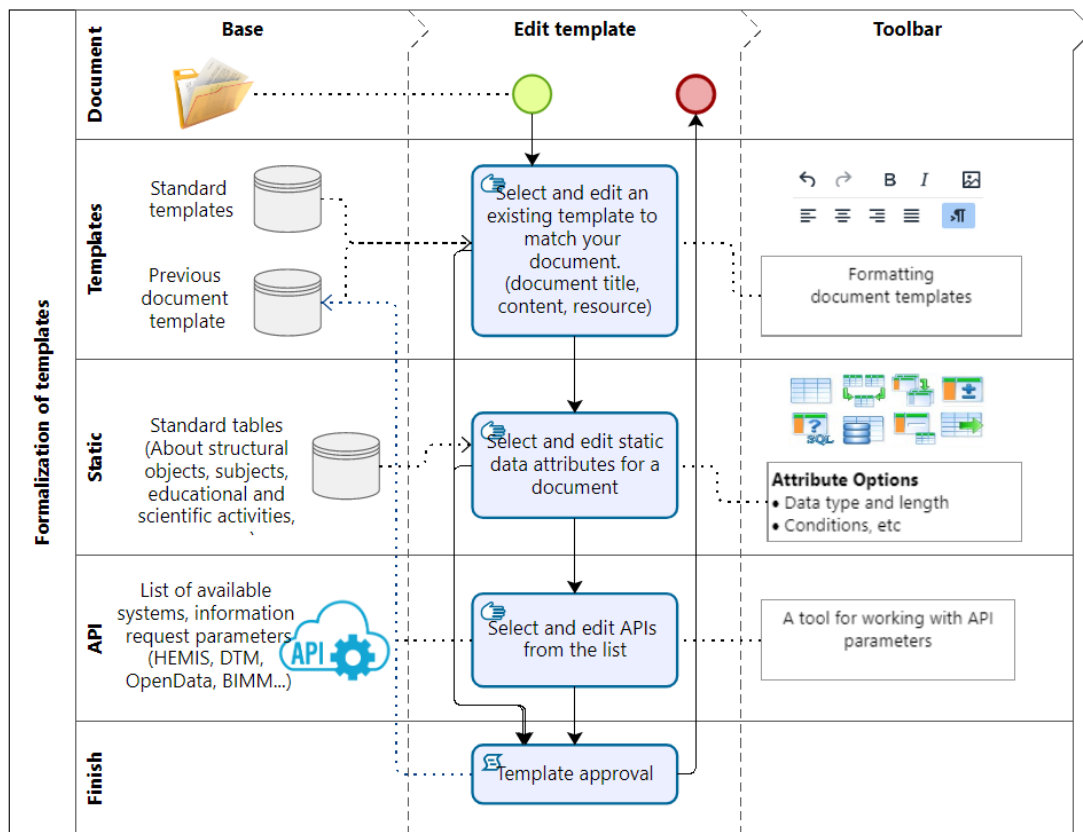 Base
Edit template
Toolbar
Formalization of templates
Document
Templates
Standard
templates
Previous
document
template
Select and edit an
existing template to
match your
document.
(document title,
content, resource)
B I
Formatting
document templates
Static
Standard tables
(About structural
objects, subjects,
educational and
scientific activities,
Select and edit static
data attributes for a
document
?
SQL
Attribute Options
• Data type and length
• Conditions, etc
API
List of available
systems, information
request parameters
(HEMIS, DTM,
OpenData, BIMM...)
API
Select and edit APIs
from the list
A tool for working with API
parameters
Finish
Template approval